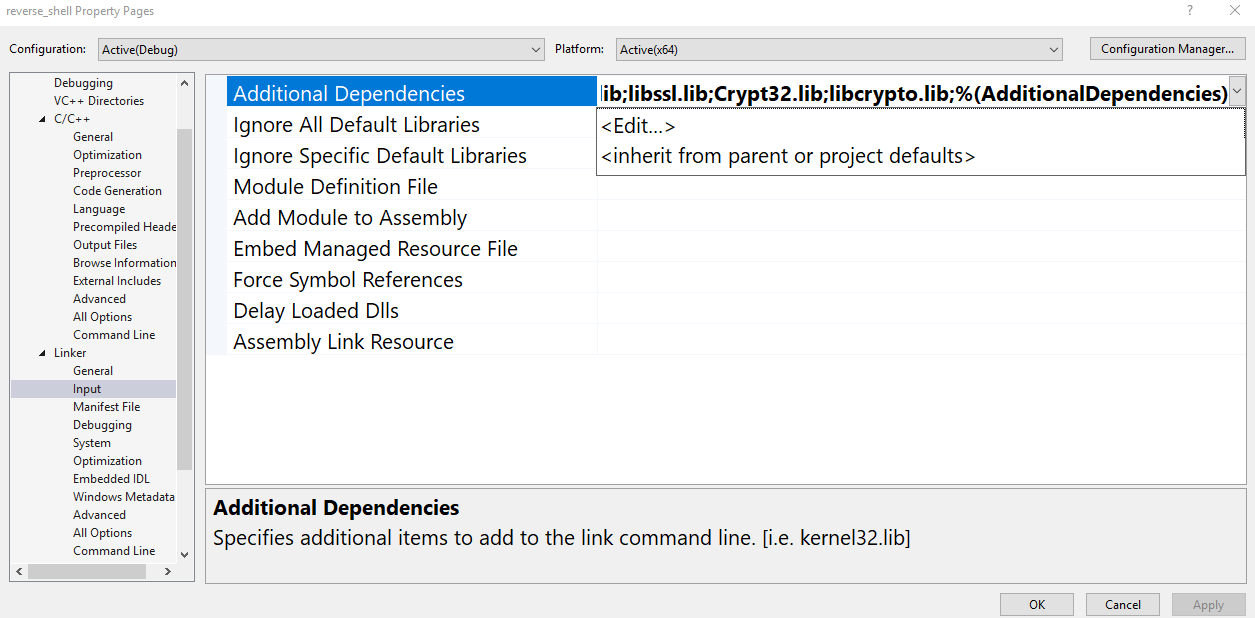 reverse_shell Property Pages
?
Configuration: Active(Debug) Platform: Active(x64) Configuration Manager...
Debugging
VC++ Directories
C/C++
General
Optimization
Preprocessor
Code Generation
Language
Precompiled Heade
Output Files
Browse Information
External Includes
Advanced
All Options
Command Line
Linker
General
Input
Manifest File
Debugging
System
Optimization
Embedded IDL
Windows Metadata
Advanced
All Options
Command Line
Additional Dependencies ib;libssl.lib;Crypt32.lib;libcrypto.lib;%(AdditionalDependencies)
Ignore All Default Libraries <Edit...>
Ignore Specific Default Libraries <inherit from parent or project defaults>
Module Definition File
Add Module to Assembly
Embed Managed Resource File
Force Symbol References
Delay Loaded Dlls
Assembly Link Resource
Additional Dependencies
Specifies additional items to add to the link command line. [i.e. kernel32.lib]
OK Cancel Apply